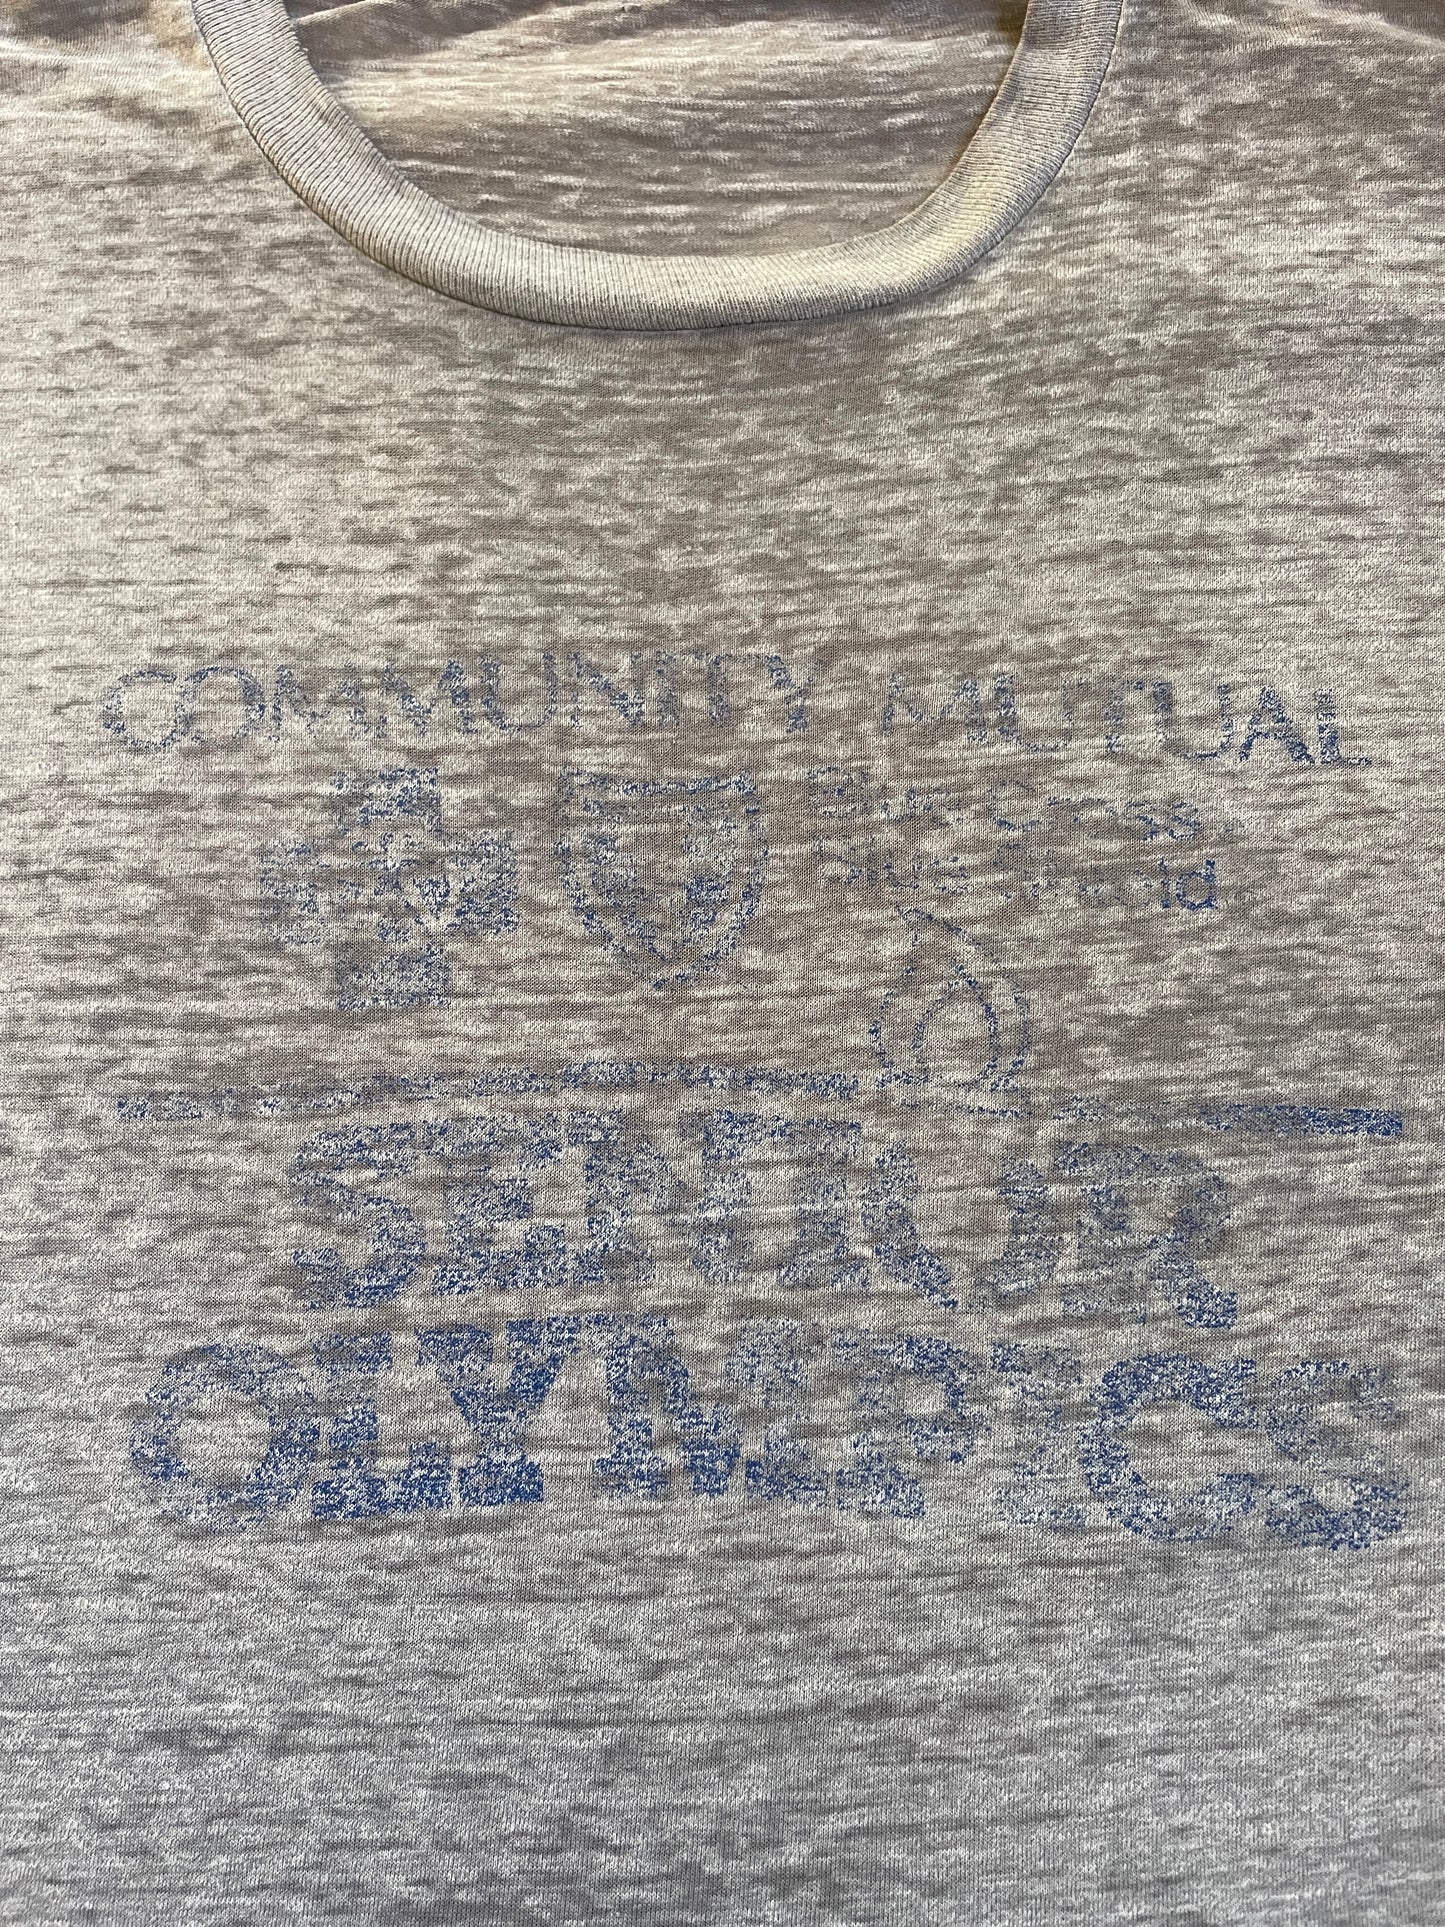 COMMUNITY MUTUAL
Blue Cross
Blue Shield
SENIOR
OLYMPICS